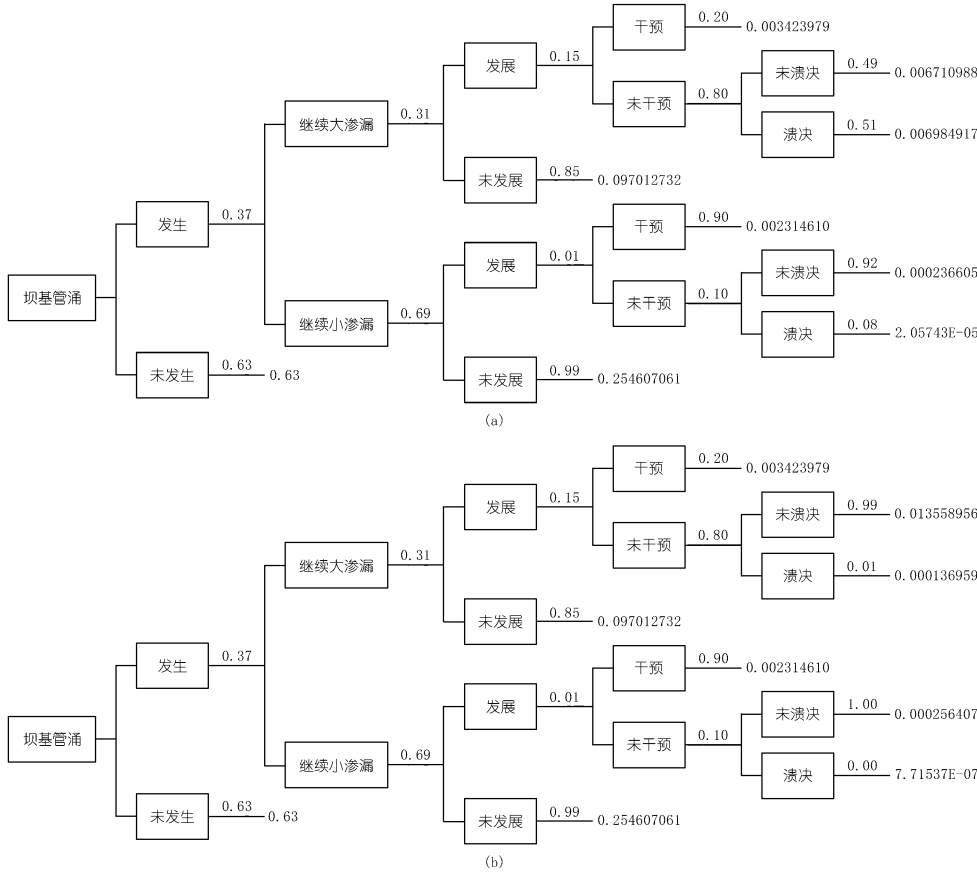 干预 0.20 0.003423979
发展 0.15
未溃决 0.49 0.006710988
未干预 0.80
继续大渗漏 0.31
溃决 0.51 0.006984917
未发展 0.85 0.097012732
发生 0.37
干预 0.90 0.002314610
发展 0.01
未溃决 0.92 0.000236605
坝基管涌
未干预 0.10
继续小渗漏 0.69
溃决 0.08 2.05743E-05
未发生 0.63 0.63
未发展 0.99 0.254607061
(a)
干预 0.20 0.003423979
发展 0.15
未溃决 0.99 0.013558956
未干预 0.80
继续大渗漏 0.31
溃决 0.01 0.000136959
未发展 0.85 0.097012732
发生 0.37
干预 0.90 0.002314610
发展 0.01
未溃决 1.00 0.000256407
坝基管涌
未干预 0.10
继续小渗漏 0.69
溃决 0.00 7.71537E-07
未发生 0.63 0.63
未发展 0.99 0.254607061
(b)